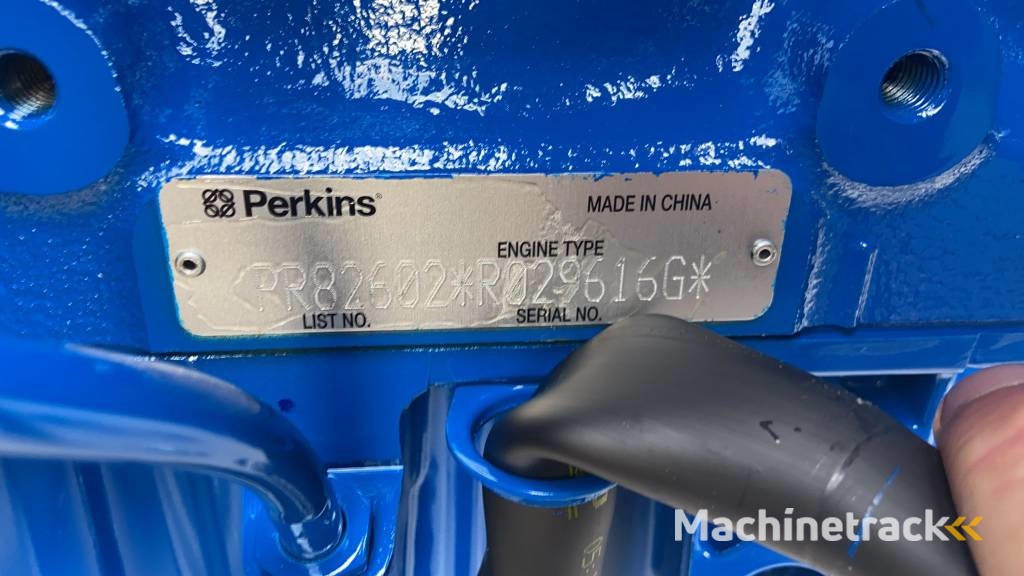 Perkins® MADE IN CHINA
ENGINE TYPE
PR82602*R029616G*
LIST NO. SERIAL NO.
Machinetrack